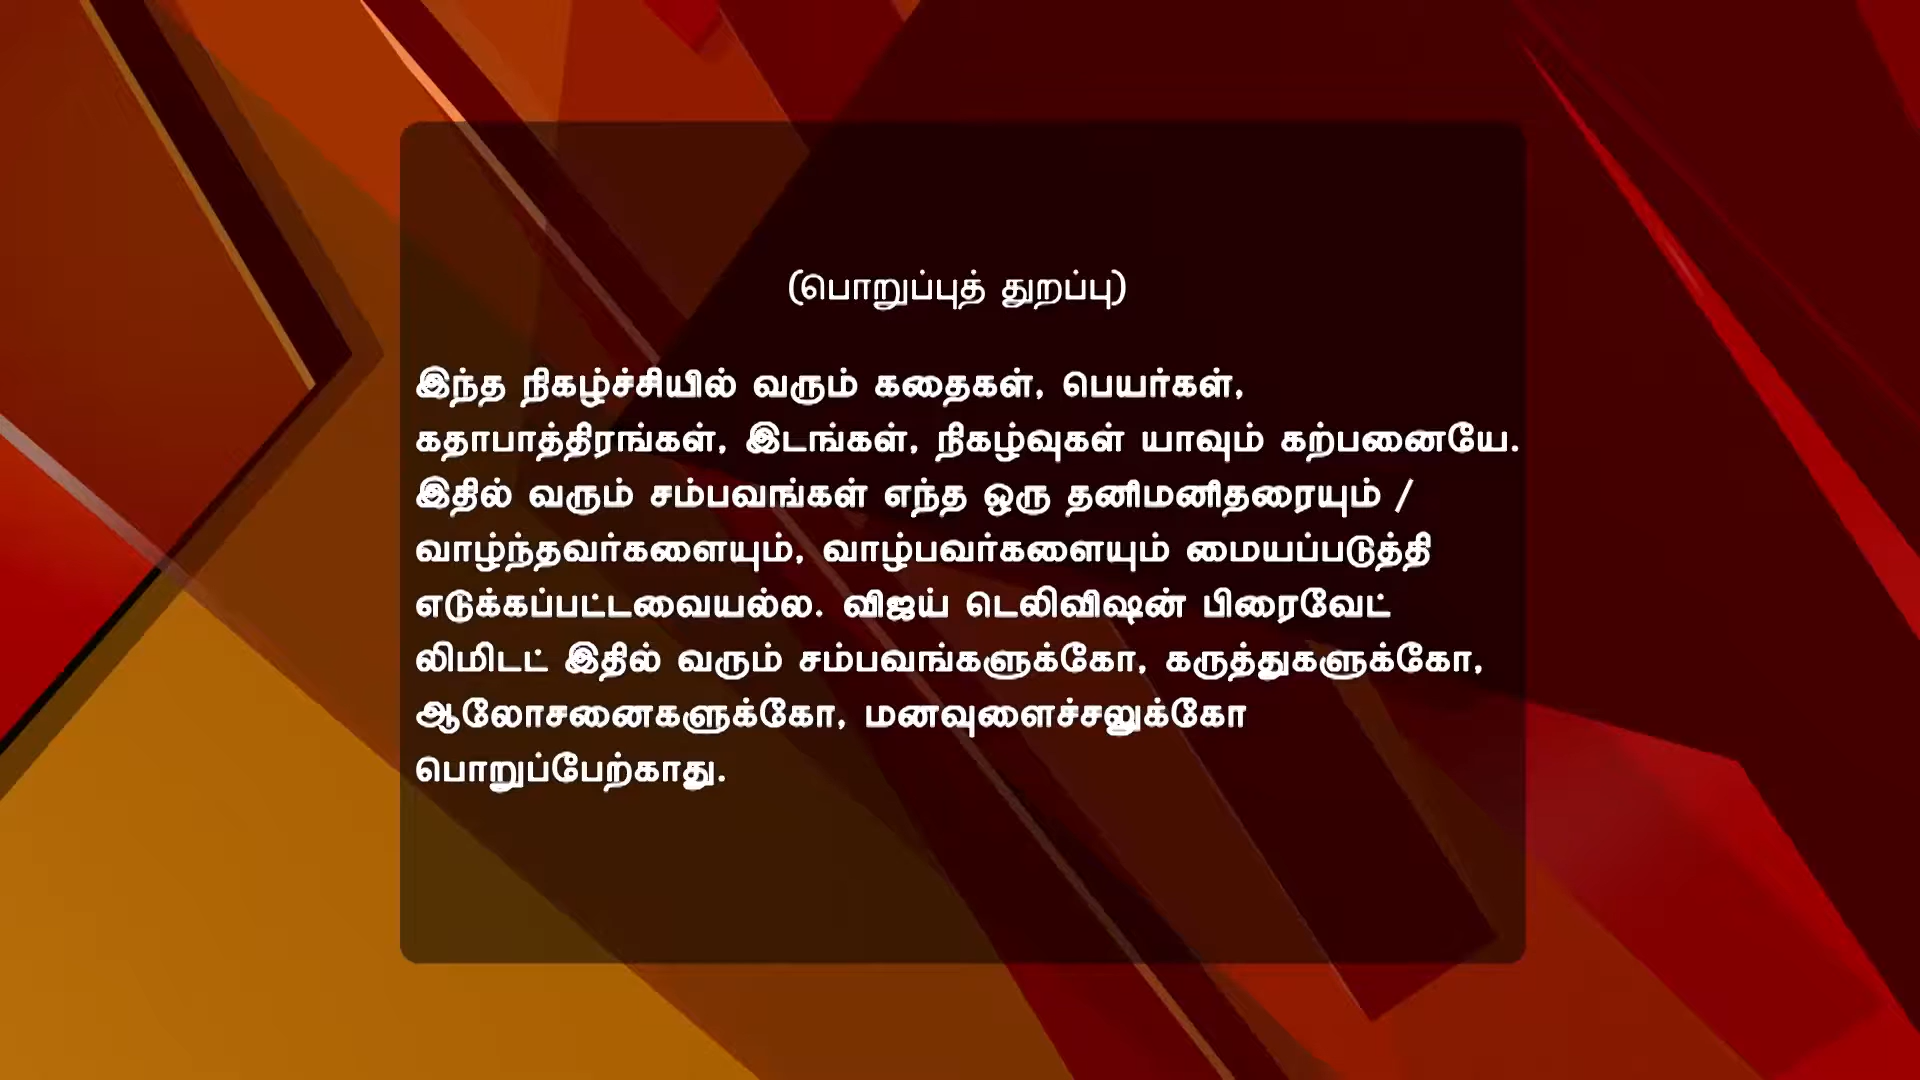 (பொறுப்புத் துறப்பு)
இந்த நிகழ்ச்சியில் வரும் கதைகள், பெயர்கள்,
கதாபாத்திரங்கள், இடங்கள், நிகழ்வுகள் யாவும் கற்பனையே.
இதில் வரும் சம்பவங்கள் எந்த ஒரு தனிமனிதரையும் /
வாழ்ந்தவர்களையும், வாழ்பவர்களையும் மையப்படுத்தி
எடுக்கப்பட்டவையல்ல. விஜய் டெலிவிஷன் பிரைவேட்
லிமிடட் இதில் வரும் சம்பவங்களுக்கோ, கருத்துகளுக்கோ,
ஆலோசனைகளுக்கோ, மனவுளைச்சலுக்கோ
பொறுப்பேற்காது.